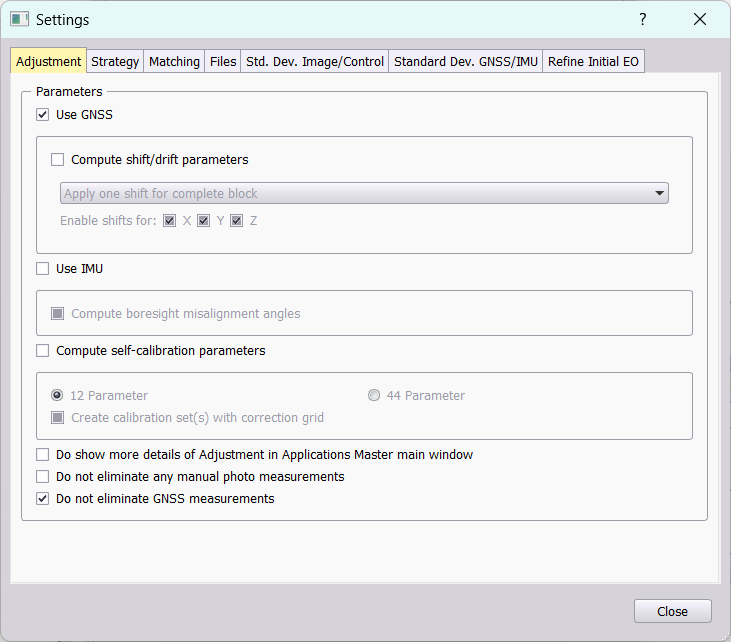 Settings
?
Adjustment Strategy Matching Files Std. Dev. Image/Control Standard Dev. GNSS/IMU Refine Initial EO
Parameters
Use GNSS
Compute shift/drift parameters
Apply one shift for complete block
Enable shifts for: X Y Z
Use IMU
Compute boresight misalignment angles
Compute self-calibration parameters
12 Parameter 44 Parameter
Create calibration set(s) with correction grid
Do show more details of Adjustment in Applications Master main window
Do not eliminate any manual photo measurements
Do not eliminate GNSS measurements
Close